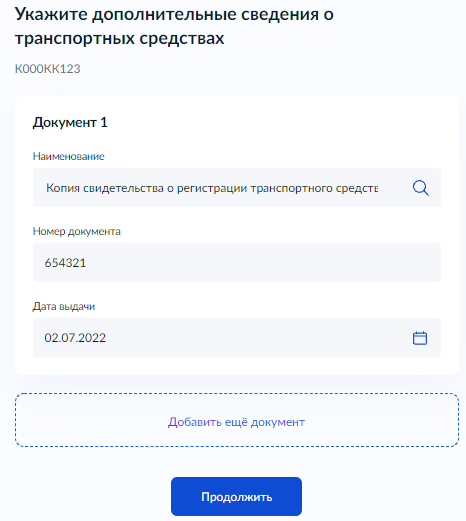 Укажите дополнительные сведения о
транспортных средствах
К000КК123
Документ 1
Наименование
Копия свидетельства о регистрации транспортного средств
Номер документа
654321
Дата выдачи
02.07.2022
Добавить ещё документ
Продолжить